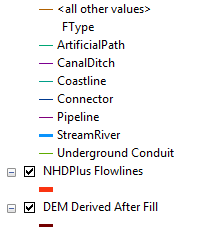 <all other values>
FType
ArtificialPath
CanalDitch
Coastline
Connector
Pipeline
StreamRiver
Underground Conduit
NHDPlus Flowlines
DEM Derived After Fill